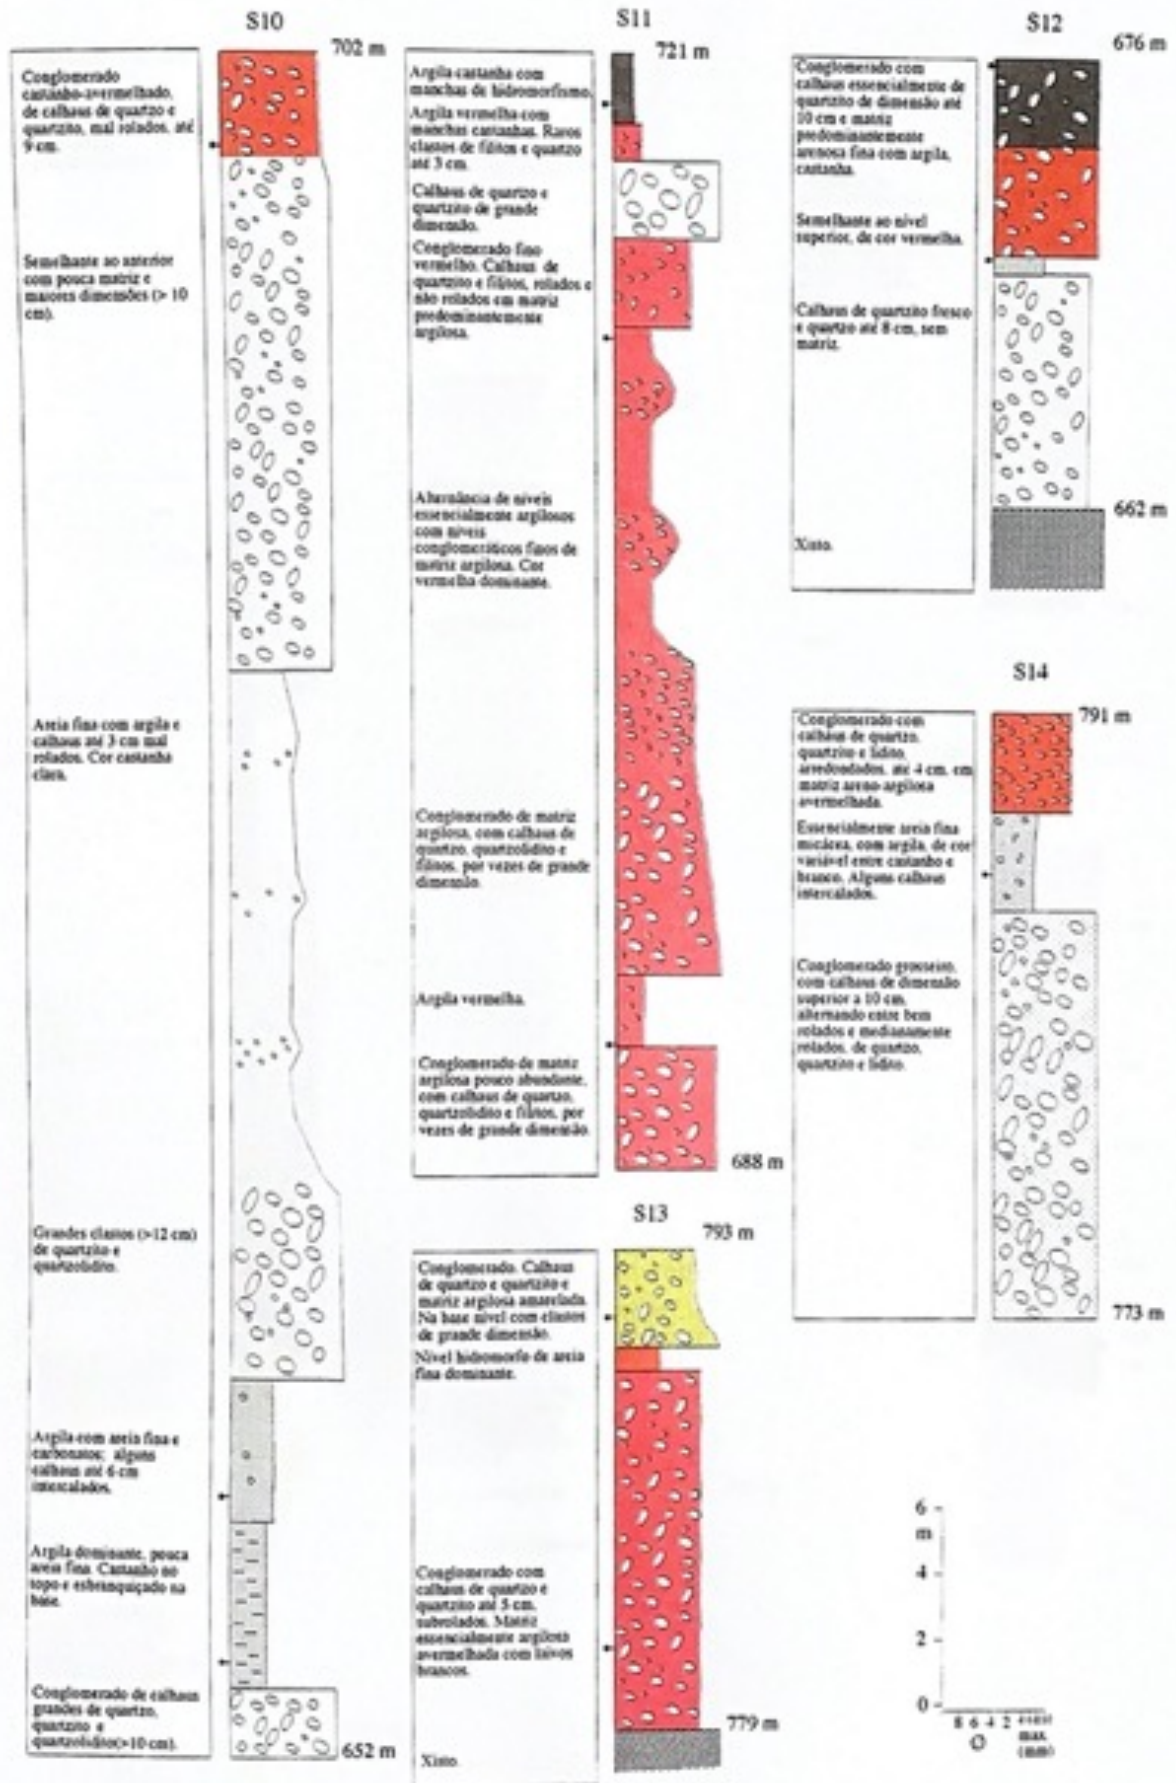 S10
702 m
Conglomerado
castanho-avermelhado,
de calhaus de quartzo e
quartzito, mal rolados, até
9 cm.
Semelhante ao anterior
com pouca matriz e
maiores dimensões (> 10
cm).
Areia fina com argila e
calhaus até 3 cm mal
rolados. Cor castanha
clara.
Grandes clastos (>12 cm)
de quartzito e
quartzolidito.
Argila com areia fina e
carbonatos; alguns
calhaus até 6 cm
intercalados.
Argila dominante, pouca
areia fina. Castanho no
topo e esbranquiçado na
base.
Conglomerado de calhaus
grandes de quartzo,
quartzito e
quartzolidito(>10 cm).
652 m
S11
721 m
Argila castanha com
manchas de hidromorfismo.
Argila vermelha com
manchas castanhas. Raros
clastos de filitos e quartzo
até 3 cm.
Calhaus de quartzo e
quartzito de grande
dimensão.
Conglomerado fino
vermelho. Calhaus de
quartzito e filitos, rolados e
não rolados em matriz
predominantemente
argilosa.
Alternância de níveis
essencialmente argilosos
com níveis
conglomeráticos finos de
matriz argilosa. Cor
vermelha dominante.
Conglomerado de matriz
argilosa, com calhaus de
quartzo, quartzolidito e
filitos, por vezes de grande
dimensão.
Argila vermelha.
Conglomerado de matriz
argilosa pouco abundante,
com calhaus de quartzo,
quartzolidito e filitos, por
vezes de grande dimensão.
688 m
S13
793 m
Conglomerado. Calhaus
de quartzo e quartzito e
matriz argilosa amarelada.
Na base nível com clastos
de grande dimensão.
Nível hidromorfo de areia
fina dominante.
Conglomerado com
calhaus de quartzo e
quartzito até 5 cm,
subrolados. Matriz
essencialmente argilosa
avermelhada com laivos
brancos.
779 m
Xisto.
S12
676 m
Conglomerado com
calhaus essencialmente de
quartzito de dimensão até
10 cm e matriz
predominantemente
arenosa fina com argila,
castanha.
Semelhante ao nível
superior, de cor vermelha.
Calhaus de quartzito fresco
e quartzo até 8 cm, sem
matriz.
662 m
Xisto.
S14
791 m
Conglomerado com
calhaus de quartzo,
quartzito e lidito,
arredondados, até 4 cm, em
matriz areno-argilosa
avermelhada.
Essencialmente areia fina
micácea, com argila, de cor
variável entre castanho e
branco. Alguns calhaus
intercalados.
Conglomerado grosseiro,
com calhaus de dimensão
superior a 10 cm,
alternando entre bem
rolados e medianamente
rolados, de quartzo,
quartzito e lidito.
773 m
6
m
4
2
0
8 6 4 2
max.
(mm)